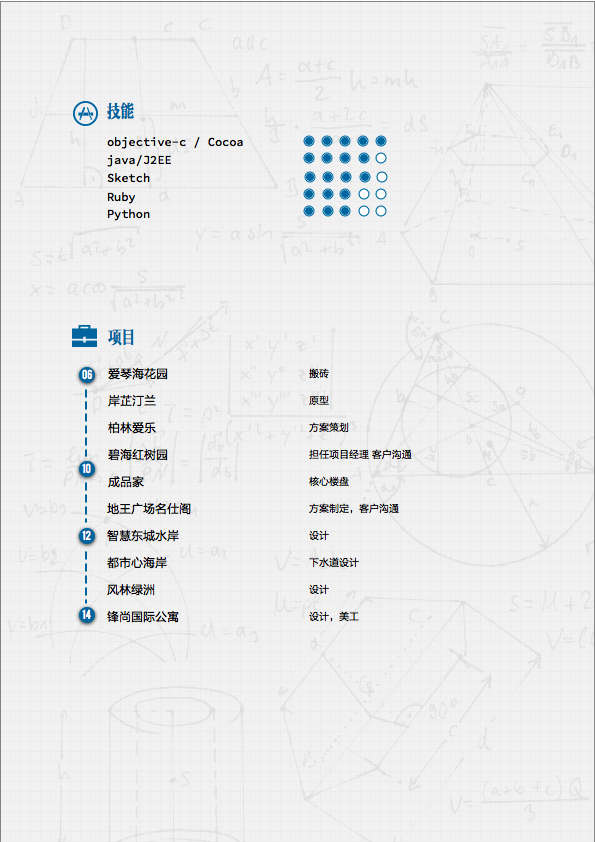 技能
objective-c / Cocoa
java/J2EE
Sketch
Ruby
Python
项目
06 爱琴海花园 搬砖
岸芷汀兰 原型
柏林爱乐 方案策划
碧海红树园 担任项目经理 客户沟通
10
成品家 核心楼盘
地王广场名仕阁 方案制定，客户沟通
12 智慧东城水岸 设计
都市心海岸 下水道设计
风林绿洲 设计
14 锋尚国际公寓 设计，美工